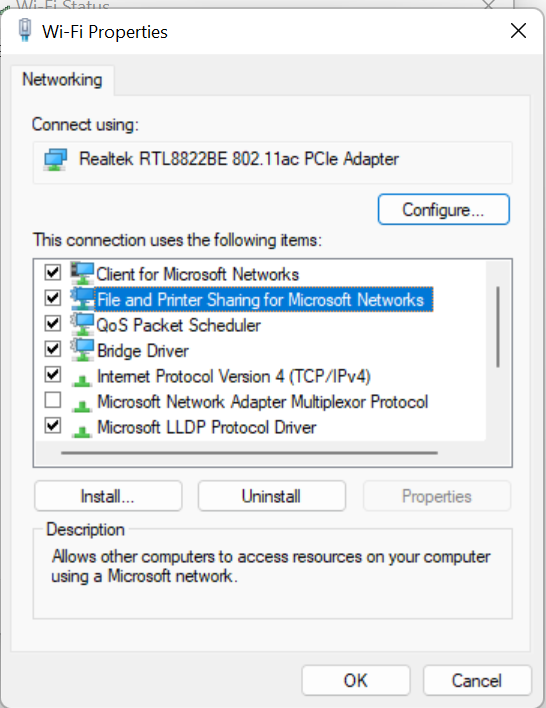 Wi-Fi Status
Wi-Fi Properties
Networking
Connect using:
Realtek RTL8822BE 802.11ac PCIe Adapter
Configure...
This connection uses the following items:
Client for Microsoft Networks
File and Printer Sharing for Microsoft Networks
QoS Packet Scheduler
Bridge Driver
Internet Protocol Version 4 (TCP/IPv4)
Microsoft Network Adapter Multiplexor Protocol
Microsoft LLDP Protocol Driver
Install...
Uninstall
Properties
Description
Allows other computers to access resources on your computer
using a Microsoft network.
OK
Cancel